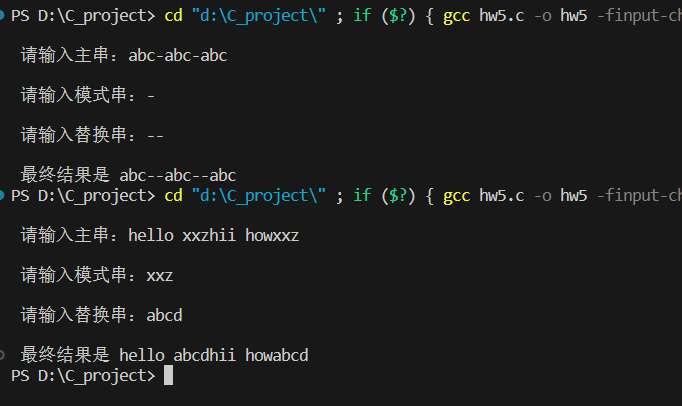 PS D:\C_project> cd "d:\C_project\" ; if ($?) { gcc hw5.c -o hw5 -finput-ch
请输入主串：abc-abc-abc
请输入模式串：-
请输入替换串：--
最终结果是 abc--abc--abc
PS D:\C_project> cd "d:\C_project\" ; if ($?) { gcc hw5.c -o hw5 -finput-ch
请输入主串：hello xxzhii howxxz
请输入模式串：xxz
请输入替换串：abcd
最终结果是 hello abcdhii howabcd
PS D:\C_project>